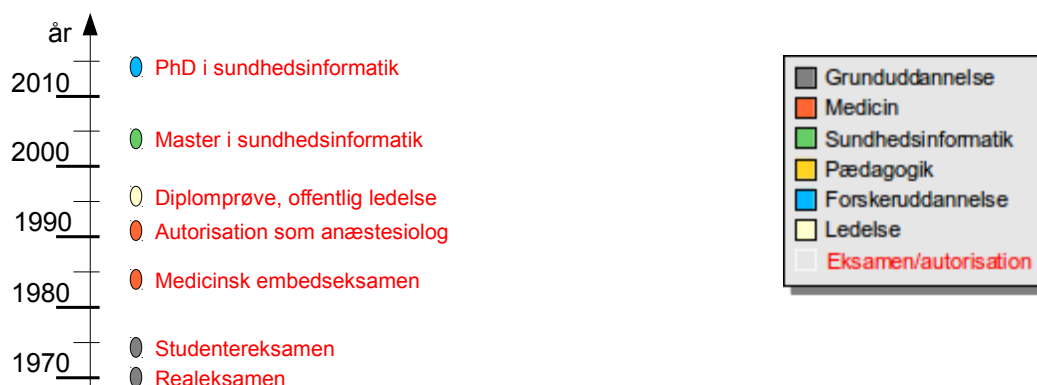 år
PhD i sundhedsinformatik
2010
Master i sundhedsinformatik
2000
Diplomprøve, offentlig ledelse
1990
Autorisation som anæstesiolog
Medicinsk embedseksamen
1980
Studentereksamen
1970
Realeksamen
Grunduddannelse
Medicin
Sundhedsinformatik
Pædagogik
Forskeruddannelse
Ledelse
Eksamen/autorisation